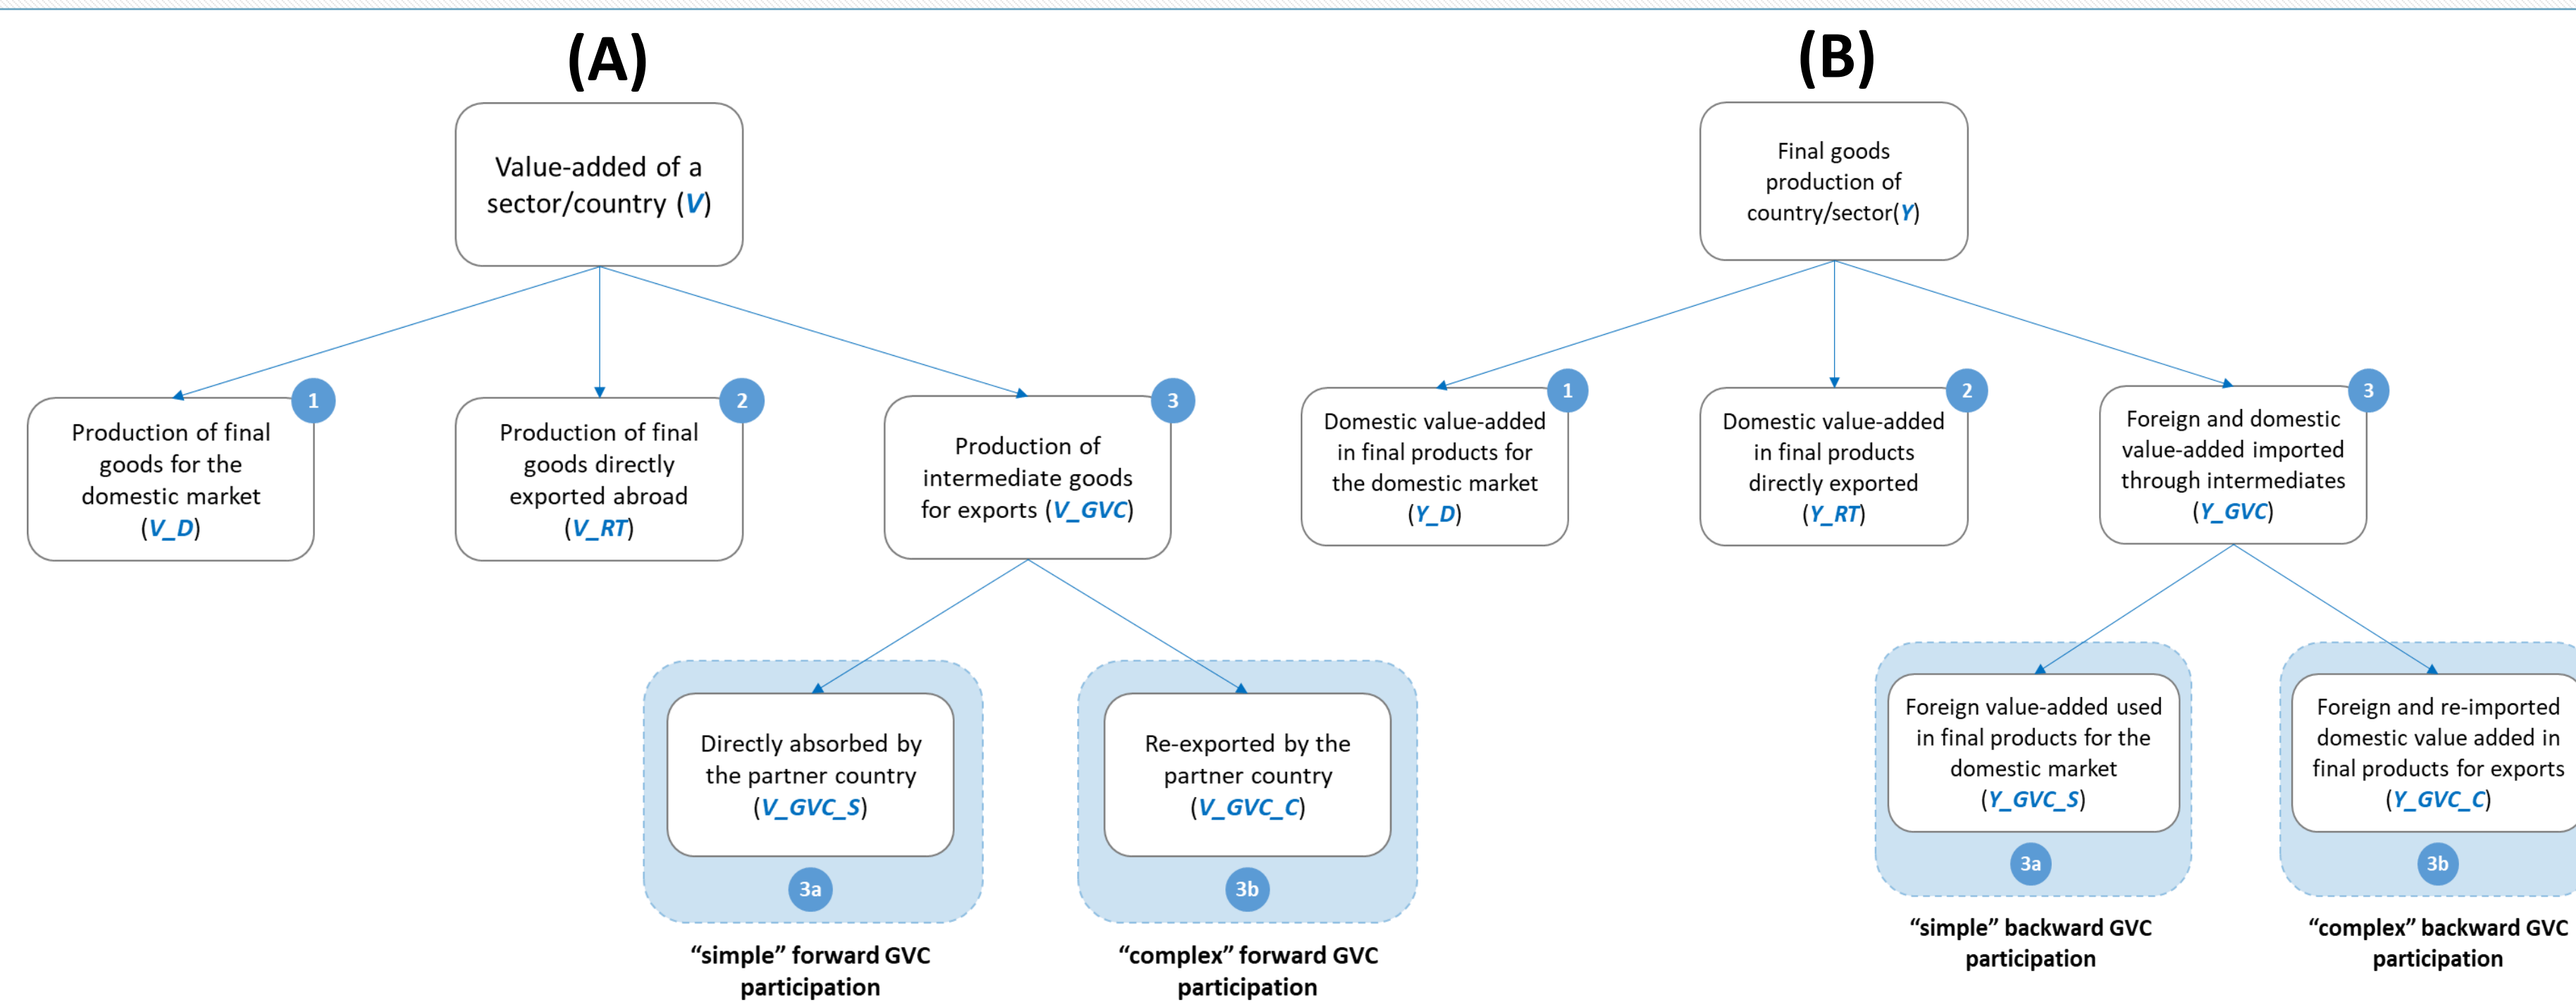 (A)
Value-added of a
sector/country (V)
1
Production of final
goods for the
domestic market
(V_D)
2
Production of final
goods directly
exported abroad
(V_RT)
3
Production of
intermediate goods
for exports (V_GVC)
Directly absorbed by
the partner country
(V_GVC_S)
3a
“simple” forward GVC
participation
Re-exported by the
partner country
(V_GVC_C)
3b
“complex” forward GVC
participation
(B)
Final goods
production of
country/sector(Y)
1
Domestic value-added
in final products for
the domestic market
(Y_D)
2
Domestic value-added
in final products
directly exported
(Y_RT)
3
Foreign and domestic
value-added imported
through intermediates
(Y_GVC)
Foreign value-added used
in final products for the
domestic market
(Y_GVC_S)
3a
“simple” backward GVC
participation
Foreign and re-imported
domestic value added in
final products for exports
(Y_GVC_C)
3b
“complex” backward GVC
participation